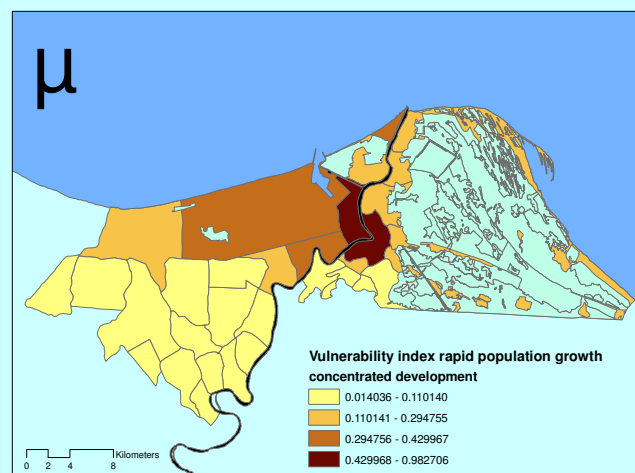 µ
Vulnerability index rapid population growth
concentrated development
0.014036 - 0.110140
0.110141 - 0.294755
0.294756 - 0.429967
0.429968 - 0.982706
Kilometers
0 2 4 8